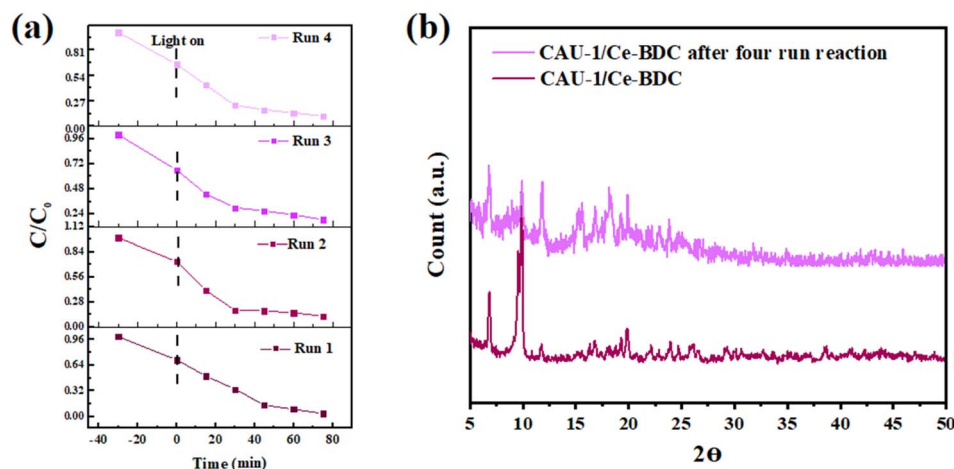 (a)
Light on
Run 4
0.81
0.54
0.27
0.00
Run 3
0.96
0.72
0.48
0.24
Run 2
1.12
0.84
0.56
0.28
0.00
Run 1
0.96
0.64
0.32
0.00
C/C0
-40 -20 0 20 40 60 80
Time (min)
(b)
CAU-1/Ce-BDC after four run reaction
CAU-1/Ce-BDC
Count (a.u.)
5 10 15 20 25 30 35 40 45 50
2ɵ